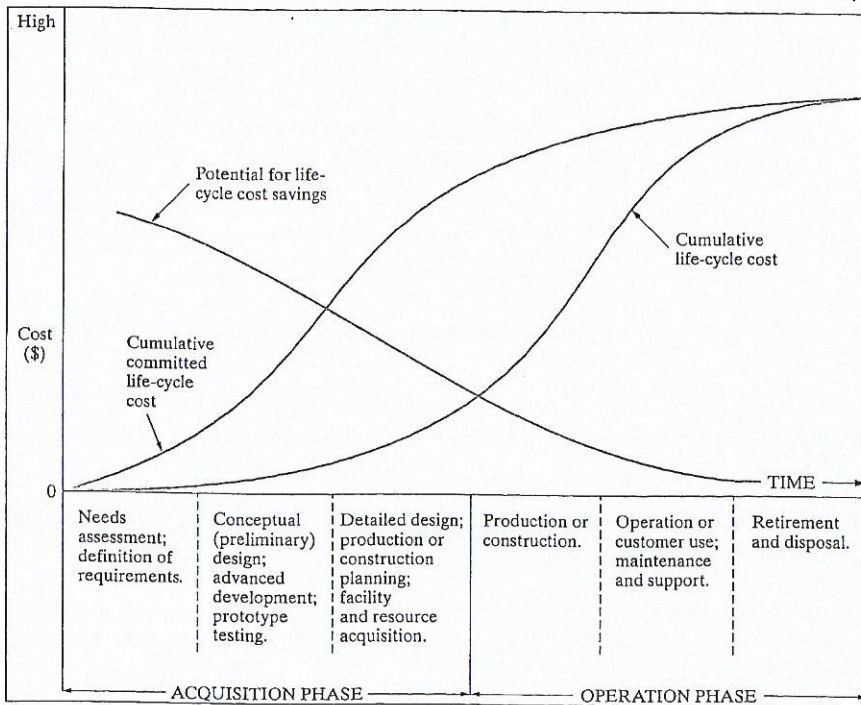 High
Potential for life-
cycle cost savings
Cumulative
life-cycle cost
Cost
($)
Cumulative
committed
life-cycle
cost
0
TIME
Needs
assessment;
definition of
requirements.
Conceptual
(preliminary)
design;
advanced
development;
prototype
testing.
Detailed design;
production or
construction
planning;
facility
and resource
acquisition.
Production or
construction.
Operation or
customer use;
maintenance
and support.
Retirement
and disposal.
ACQUISITION PHASE
OPERATION PHASE